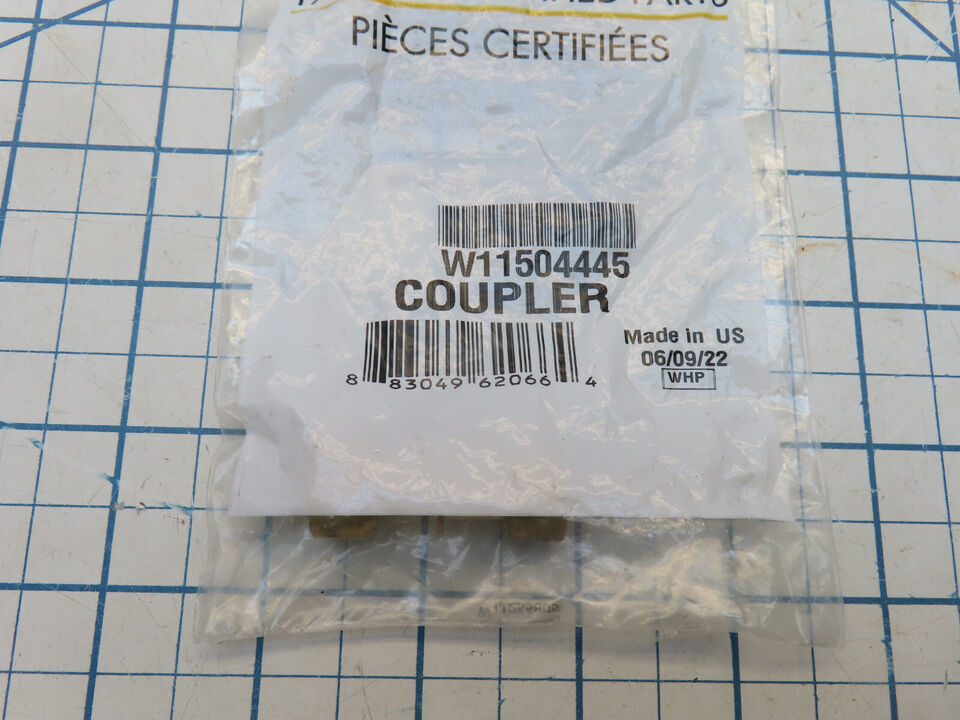 PIÈCES CERTIFIÉES
W11504445
COUPLER
8 83049 62066 4
Made in US
06/09/22
WHP